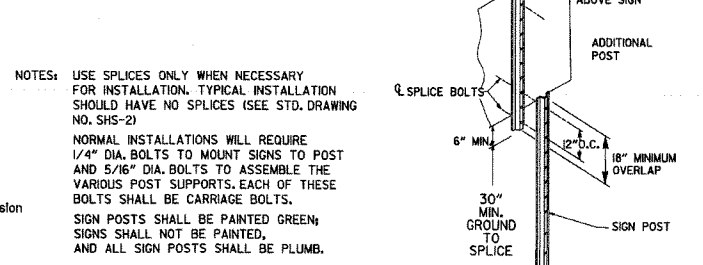 NOTES: USE SPLICES ONLY WHEN NECESSARY
FOR INSTALLATION. TYPICAL INSTALLATION
SHOULD HAVE NO SPLICES (SEE STD. DRAWING
NO. SHS-2)
NORMAL INSTALLATIONS WILL REQUIRE
1/4" DIA. BOLTS TO MOUNT SIGNS TO POST
AND 5/16" DIA. BOLTS TO ASSEMBLE THE
VARIOUS POST SUPPORTS. EACH OF THESE
BOLTS SHALL BE CARRIAGE BOLTS.
SIGN POSTS SHALL BE PAINTED GREEN;
SIGNS SHALL NOT BE PAINTED,
AND ALL SIGN POSTS SHALL BE PLUMB.
sion
ABOVE SIGN
ADDITIONAL
POST
℄ SPLICE BOLTS
6" MIN.
12" O.C.
18" MINIMUM
OVERLAP
30"
MIN.
GROUND
TO
SPLICE
SIGN POST